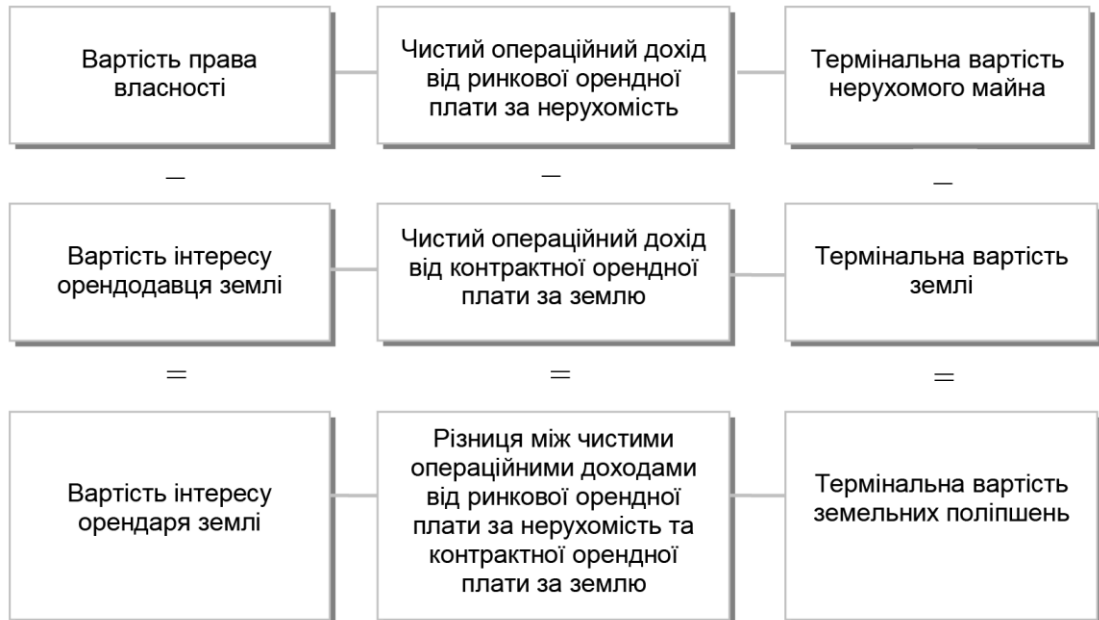 Вартість права
власності
Чистий операційний дохід
від ринкової орендної
плати за нерухомість
Термінальна вартість
нерухомого майна
–
–
–
Вартість інтересу
орендодавця землі
Чистий операційний дохід
від контрактної орендної
плати за землю
Термінальна вартість
землі
=
=
=
Вартість інтересу
орендаря землі
Різниця між чистими
операційними доходами
від ринкової орендної
плати за нерухомість та
контрактної орендної
плати за землю
Термінальна вартість
земельних поліпшень